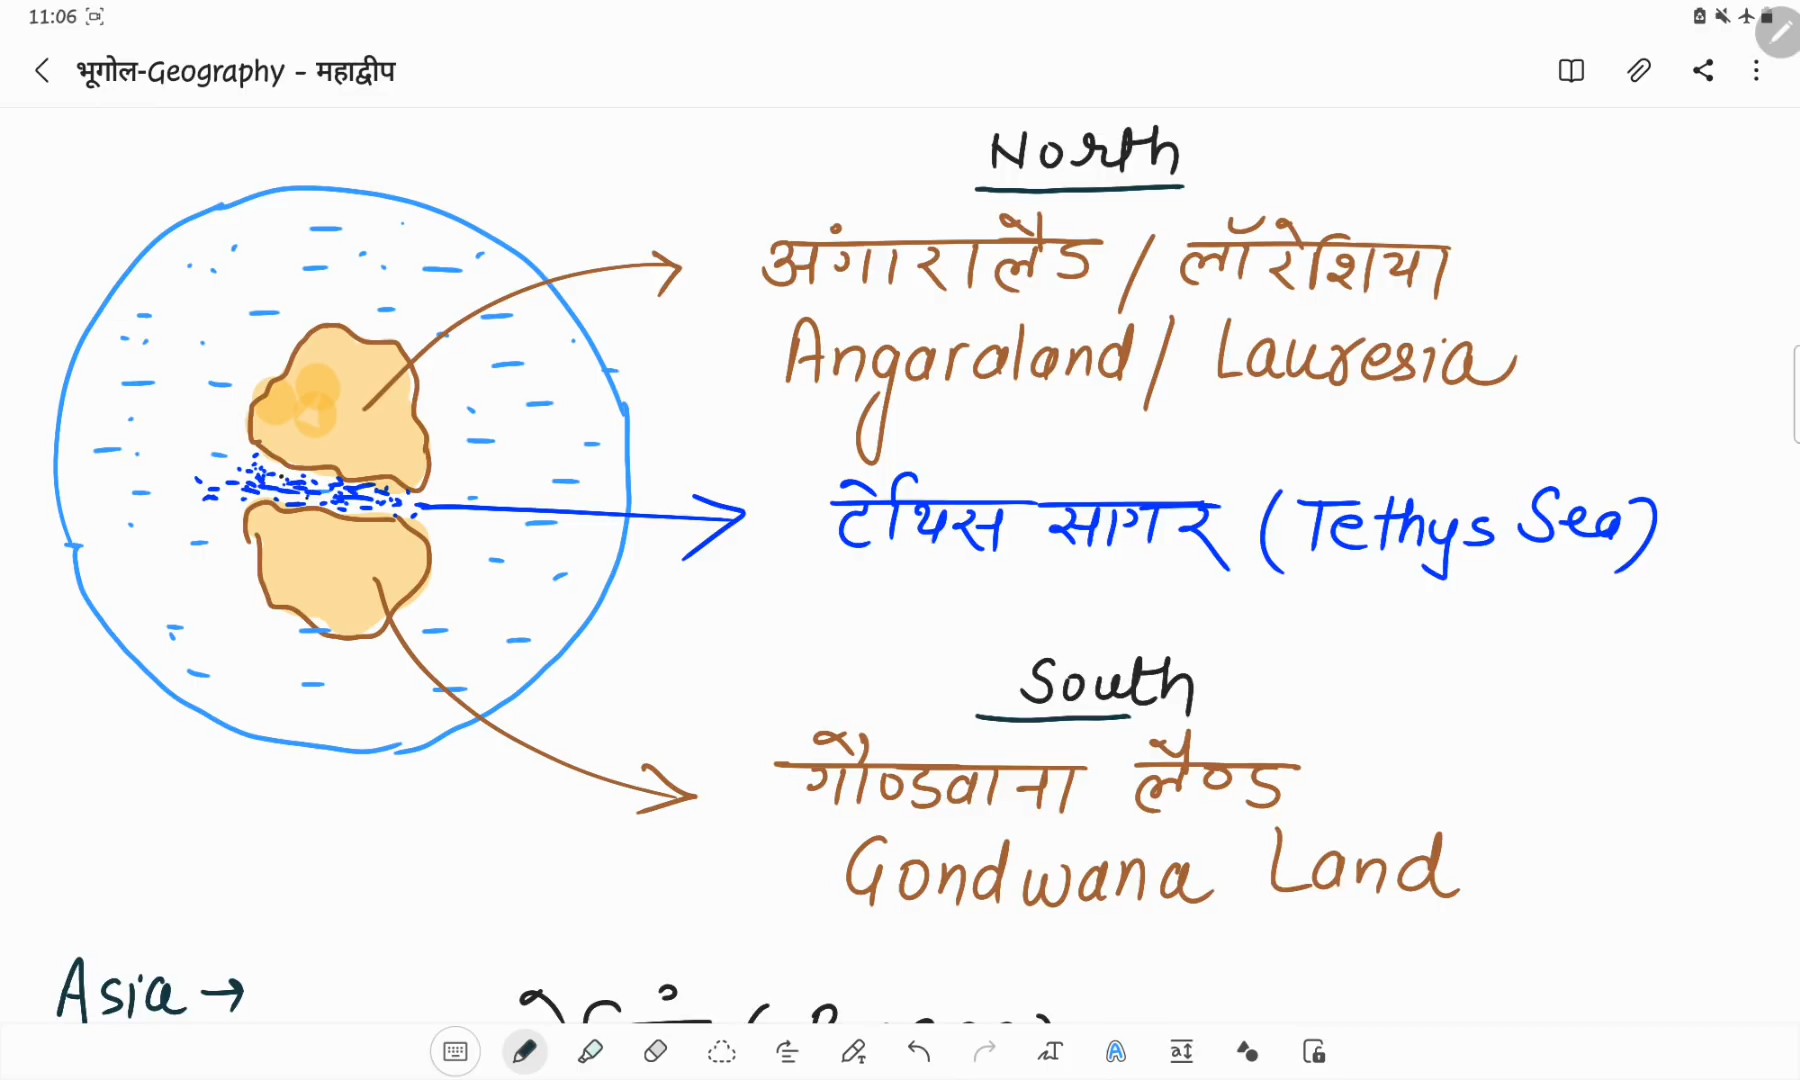 11:06
भूगोल-Geography - महाद्वीप
North
अंगारालैंड / लॉरेशिया
Angaraland / Lauresia
टेथिस सागर (Tethys Sea)
South
गौण्डवाना लैण्ड
Gondwana Land
Asia →